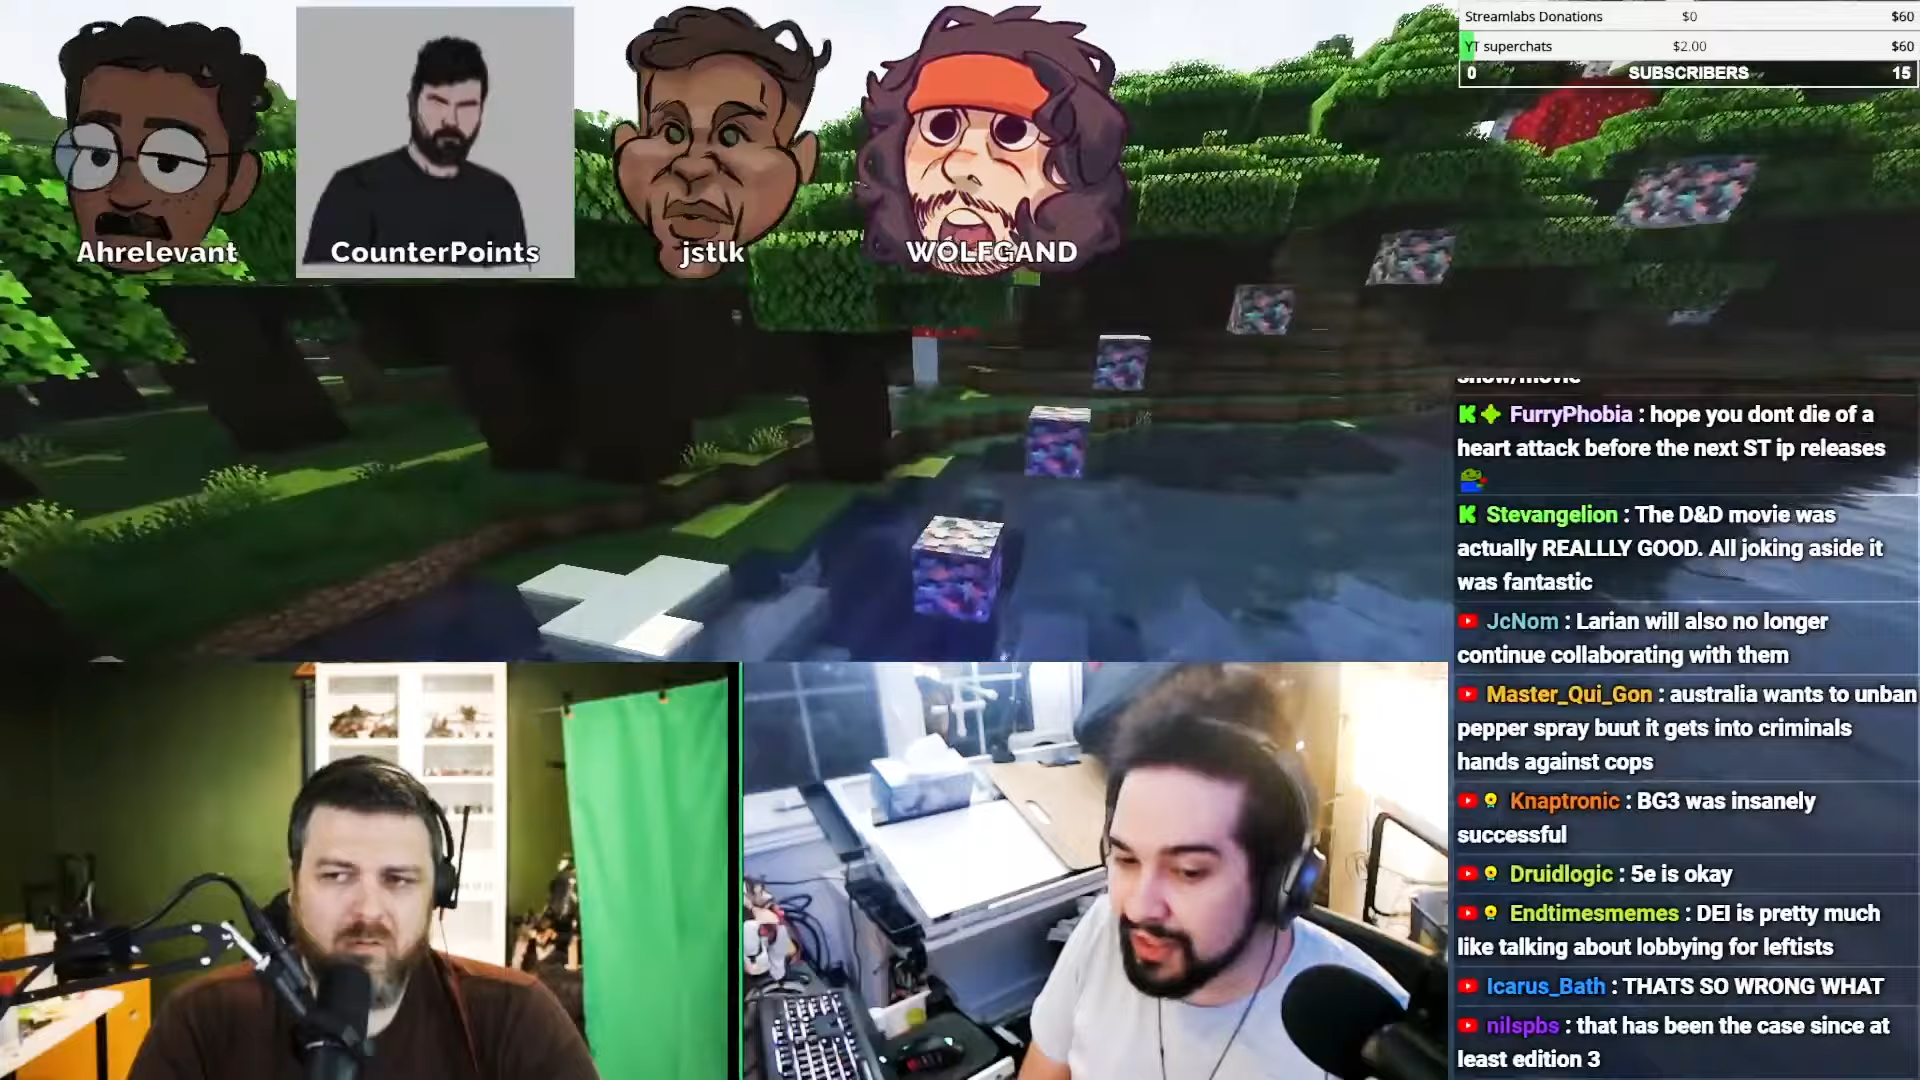 Streamlabs Donations $0 $60
YT superchats $2.00 $60
0 SUBSCRIBERS 15
Ahrelevant
CounterPoints
jstlk
WOLFGAND
show/movie
FurryPhobia : hope you dont die of a
heart attack before the next ST ip releases
Stevangelion : The D&D movie was
actually REALLLY GOOD. All joking aside it
was fantastic
JcNom : Larian will also no longer
continue collaborating with them
Master_Qui_Gon : australia wants to unban
pepper spray buut it gets into criminals
hands against cops
Knaptronic : BG3 was insanely
successful
Druidlogic : 5e is okay
Endtimesmemes : DEI is pretty much
like talking about lobbying for leftists
Icarus_Bath : THATS SO WRONG WHAT
nilspbs : that has been the case since at
least edition 3